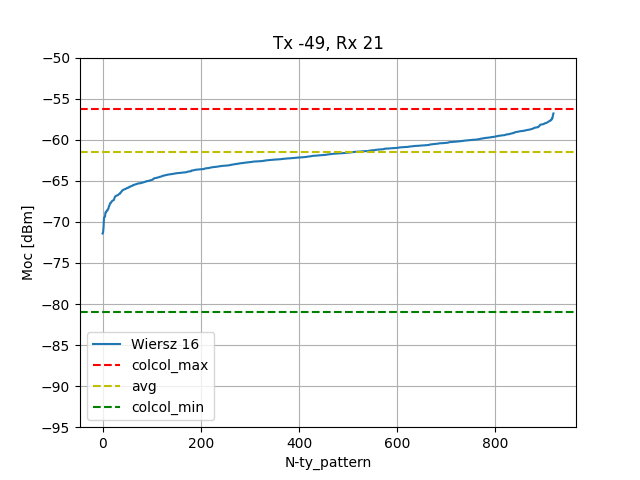 Tx -49, Rx 21
−50
−55
−60
−65
−70
−75
−80
−85
−90
−95
Moc [dBm]
Wiersz 16
colcol_max
avg
colcol_min
0 200 400 600 800
N-ty_pattern